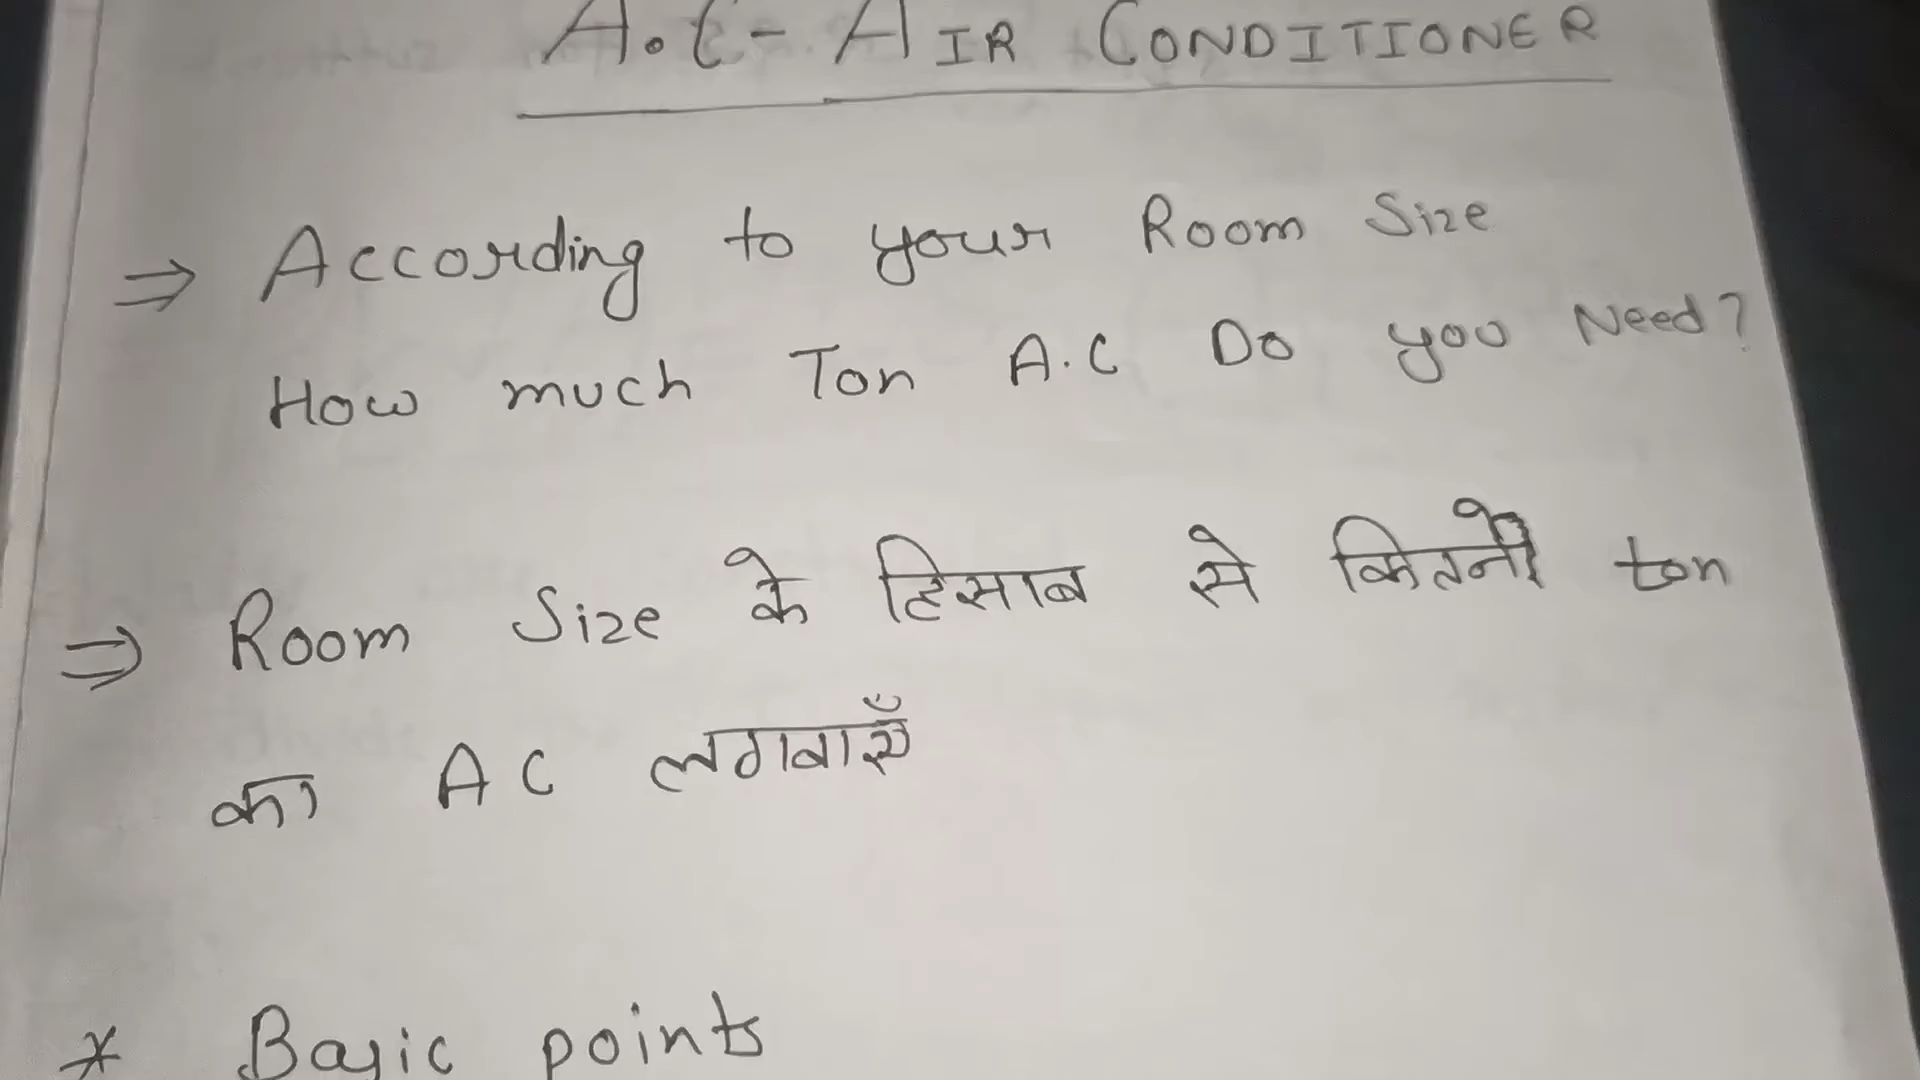 A.C - AIR CONDITIONER
⇒ According to your Room Size
How much Ton A.C Do you Need?
⇒ Room Size के हिसाब से कितने ton
का AC लगबाएँ
* Basic points